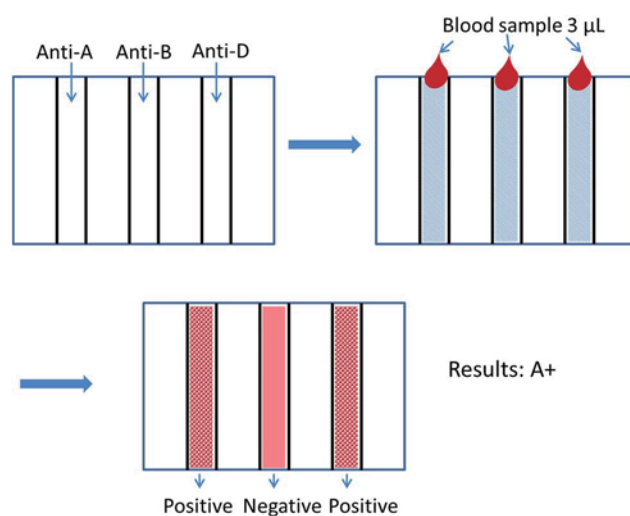 Blood sample 3 µL
Anti-A Anti-B Anti-D
Results: A+
Positive Negative Positive